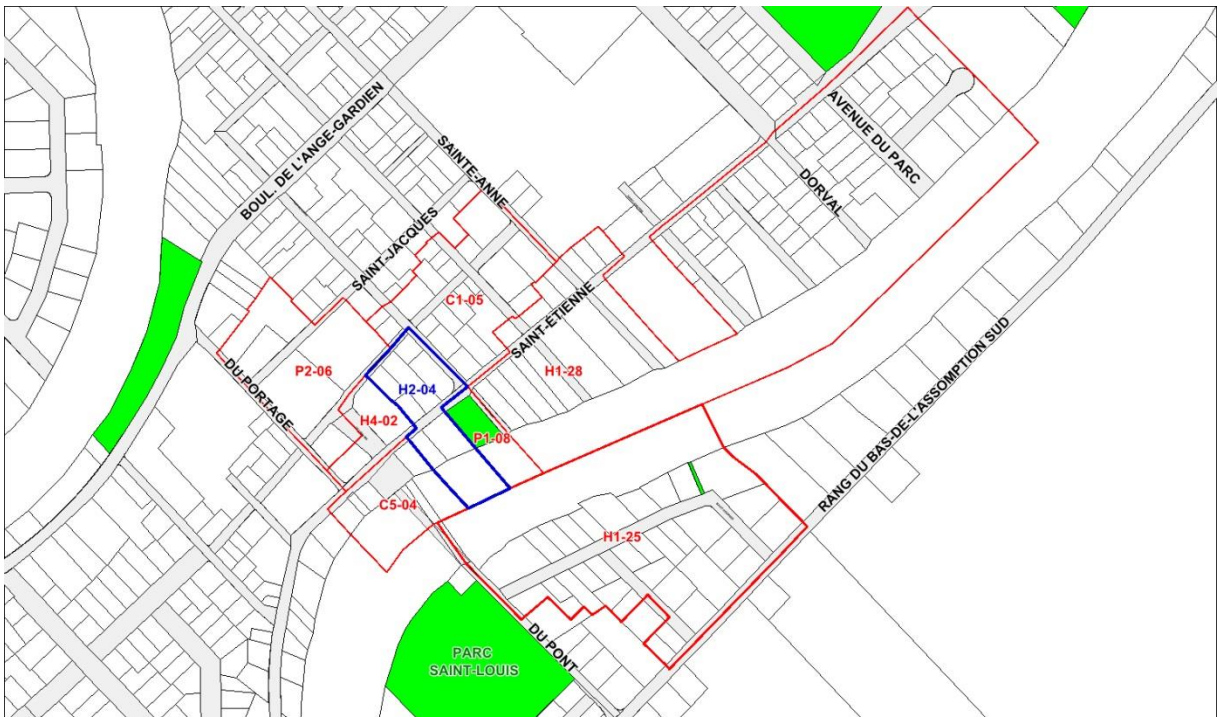 AVENUE DU PARC
SAINTE-ANNE
BOUL. DE L'ANGE-GARDIEN
DORVAL
SAINT-JACQUES
C1-05
SAINT-ÉTIENNE
P2-06
H1-28
DU PORTAGE
H2-04
H4-02
P1-08
RANG DU BAS-DE-L'ASSOMPTION SUD
C5-04
H1-25
DU PONT
PARC
SAINT-LOUIS